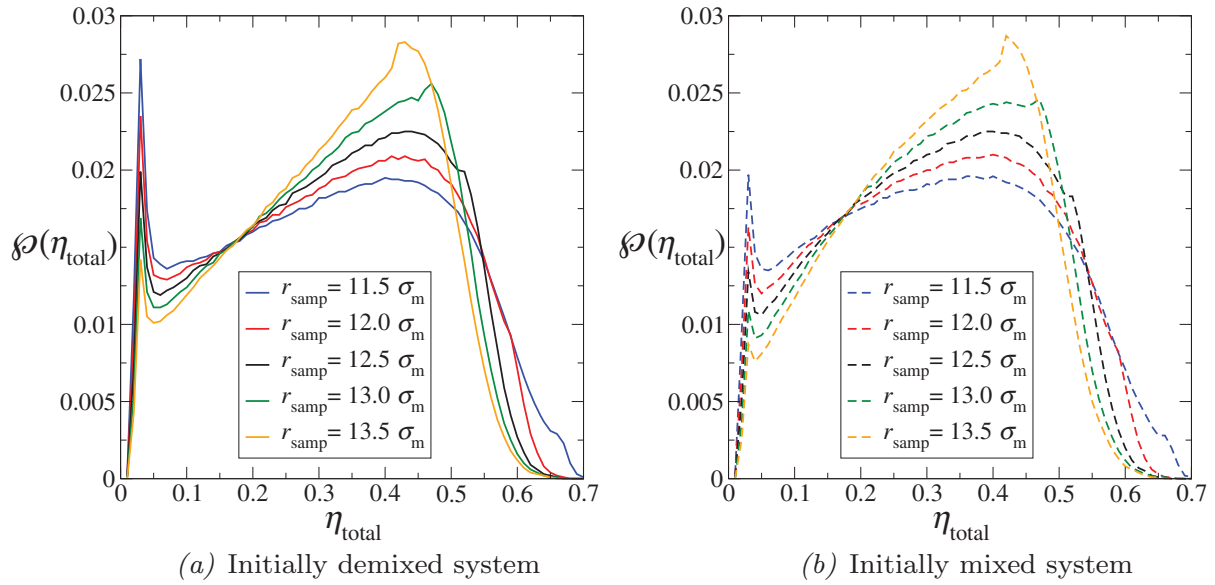 0.03
0.025
0.02
0.015
0.01
0.005
0
℘(η_total)
r_samp= 11.5 σ_m
r_samp= 12.0 σ_m
r_samp= 12.5 σ_m
r_samp= 13.0 σ_m
r_samp= 13.5 σ_m
0 0.1 0.2 0.3 0.4 0.5 0.6 0.7
η_total
(a) Initially demixed system
0.03
0.025
0.02
0.015
0.01
0.005
0
℘(η_total)
r_samp= 11.5 σ_m
r_samp= 12.0 σ_m
r_samp= 12.5 σ_m
r_samp= 13.0 σ_m
r_samp= 13.5 σ_m
0 0.1 0.2 0.3 0.4 0.5 0.6 0.7
η_total
(b) Initially mixed system